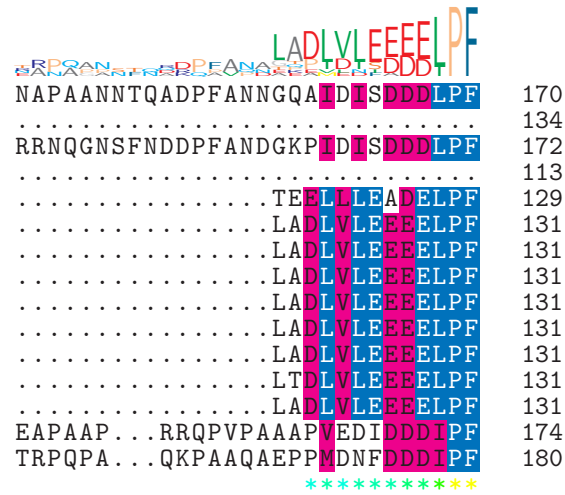 LADLVLEEEELPF
NAPAANNTQADPFANNGQAIDISDDDLPF 170
............................. 134
RRNQGNSFNDDPFANDGKPIDISDDDLPF 172
............................. 113
................TEELLLEADELPF 129
................LADLVLEEEELPF 131
................LADLVLEEEELPF 131
................LADLVLEEEELPF 131
................LADLVLEEEELPF 131
................LADLVLEEEELPF 131
................LADLVLEEEELPF 131
................LTDLVLEEEELPF 131
................LADLVLEEEELPF 131
EAPAAP...RRQPVPAAAPVEDIDDDIPF 174
TRPQPA...QKPAAQAEPPMDNFDDDIPF 180
***********